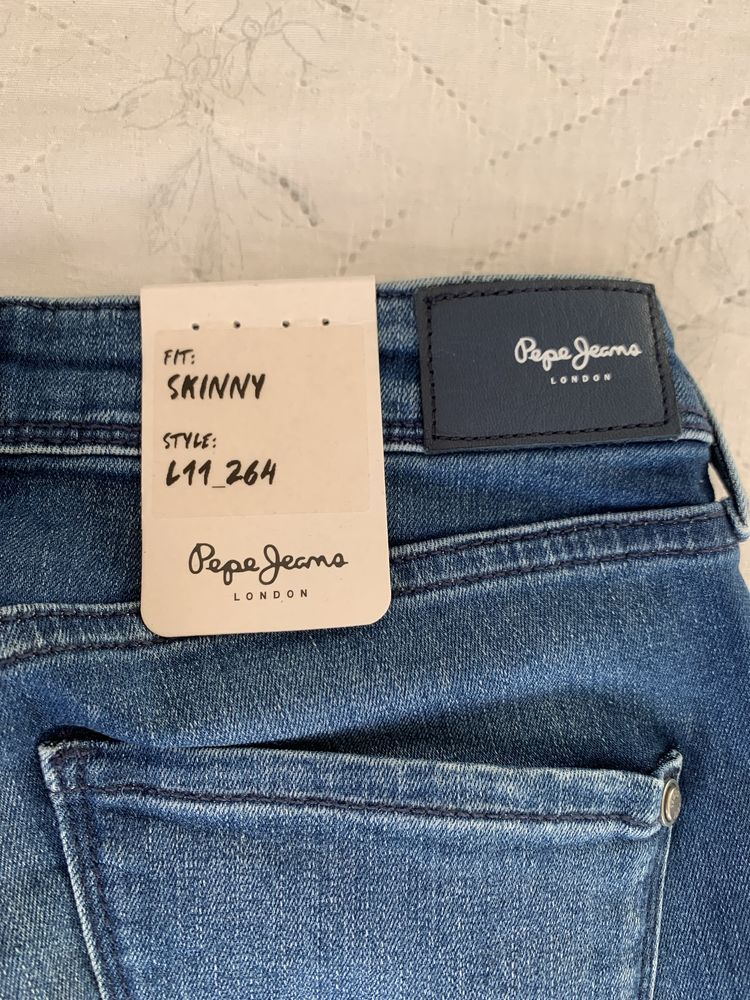 FIT:
SKINNY
STYLE:
L11_264
Pepe Jeans
LONDON
Pepe Jeans
LONDON